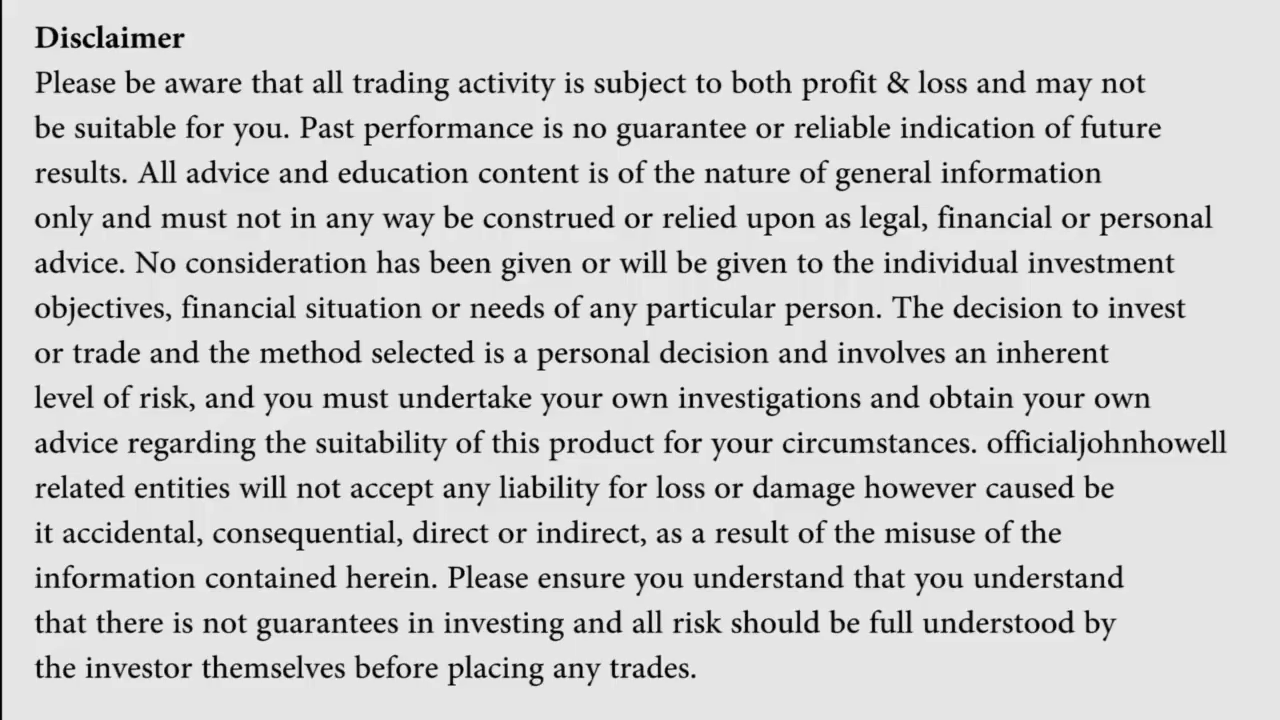 Disclaimer
Please be aware that all trading activity is subject to both profit & loss and may not
be suitable for you. Past performance is no guarantee or reliable indication of future
results. All advice and education content is of the nature of general information
only and must not in any way be construed or relied upon as legal, financial or personal
advice. No consideration has been given or will be given to the individual investment
objectives, financial situation or needs of any particular person. The decision to invest
or trade and the method selected is a personal decision and involves an inherent
level of risk, and you must undertake your own investigations and obtain your own
advice regarding the suitability of this product for your circumstances. officialjohnhowell
related entities will not accept any liability for loss or damage however caused be
it accidental, consequential, direct or indirect, as a result of the misuse of the
information contained herein. Please ensure you understand that you understand
that there is not guarantees in investing and all risk should be full understood by
the investor themselves before placing any trades.